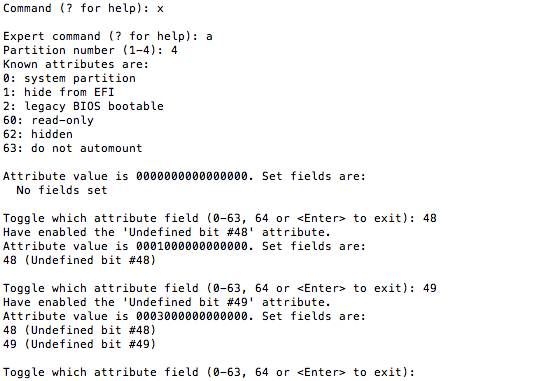 Command (? for help): x
Expert command (? for help): a
Partition number (1-4): 4
Known attributes are:
0: system partition
1: hide from EFI
2: legacy BIOS bootable
60: read-only
62: hidden
63: do not automount
Attribute value is 0000000000000000. Set fields are:
  No fields set
Toggle which attribute field (0-63, 64 or <Enter> to exit): 48
Have enabled the 'Undefined bit #48' attribute.
Attribute value is 0001000000000000. Set fields are:
48 (Undefined bit #48)
Toggle which attribute field (0-63, 64 or <Enter> to exit): 49
Have enabled the 'Undefined bit #49' attribute.
Attribute value is 0003000000000000. Set fields are:
48 (Undefined bit #48)
49 (Undefined bit #49)
Toggle which attribute field (0-63, 64 or <Enter> to exit):